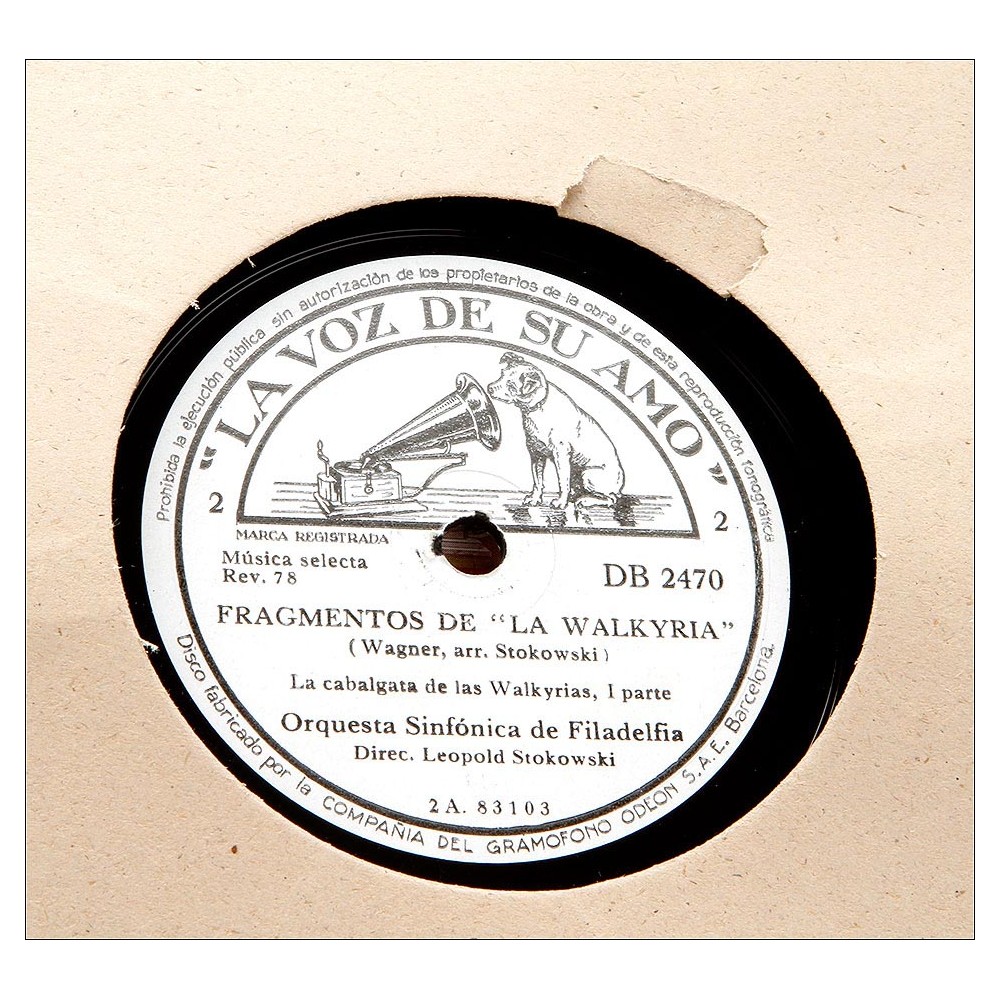 Prohibida la ejecución pública sin autorización de los propietarios de la obra y de esta reproducción fonográfica
"LA VOZ DE SU AMO"
2 2
MARCA REGISTRADA
Música selecta
Rev. 78
DB 2470
FRAGMENTOS DE "LA WALKYRIA"
(Wagner, arr. Stokowski)
La cabalgata de las Walkyrias, I parte
Orquesta Sinfónica de Filadelfia
Direc. Leopold Stokowski
2A. 83103
Disco fabricado por la COMPAÑIA DEL GRAMOFONO ODEON S.A.E. Barcelona.